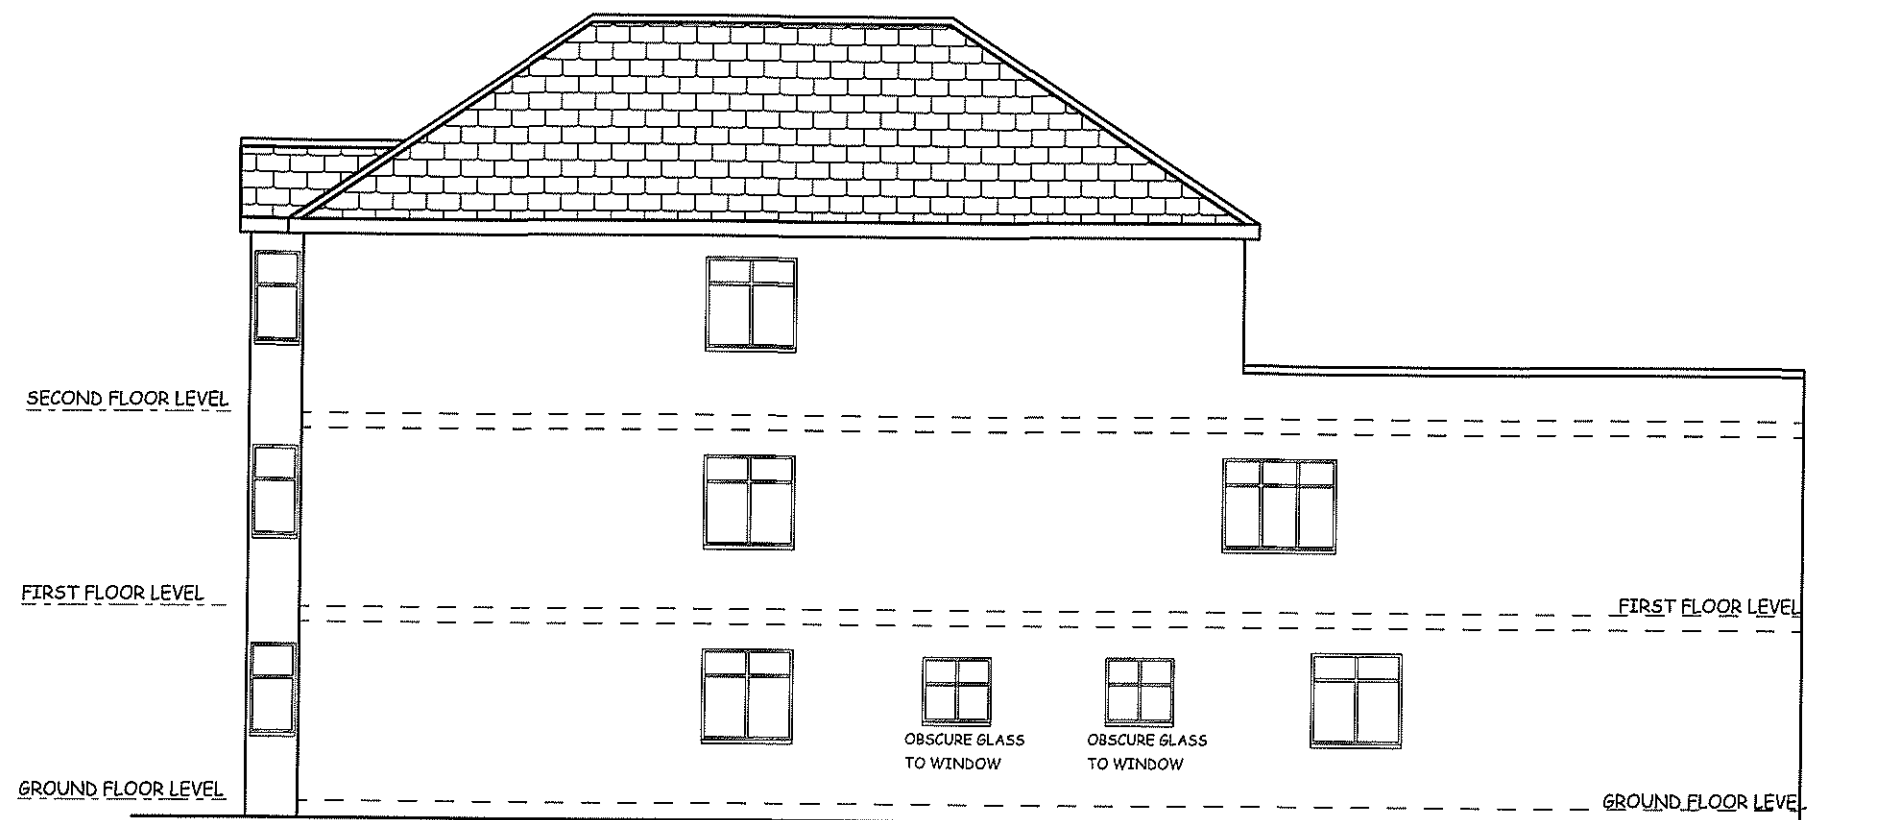 SECOND FLOOR LEVEL
FIRST FLOOR LEVEL
FIRST FLOOR LEVEL
OBSCURE GLASS
TO WINDOW
OBSCURE GLASS
TO WINDOW
GROUND FLOOR LEVEL
GROUND FLOOR LEVE